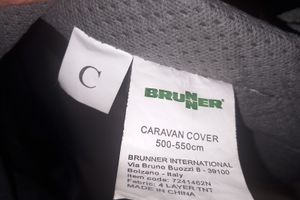 C
BRUNNER
CARAVAN COVER
500-550cm
BRUNNER INTERNATIONAL
Via Bruno Buozzi 8 - 39100
Bolzano - Italy
Item code: 7241462N
Fabric: 4 LAYER TNT
MADE IN CHINA